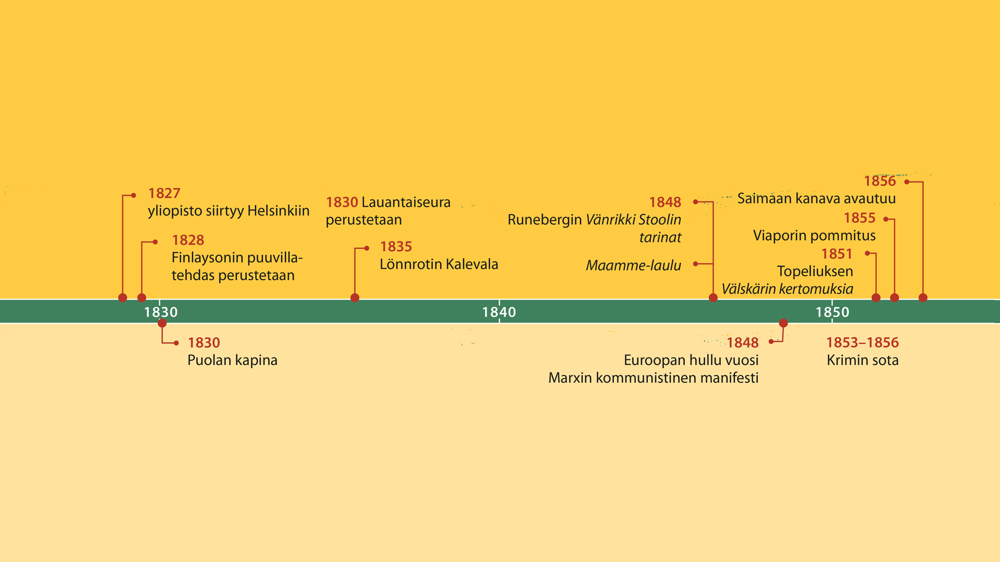 1827
yliopisto siirtyy Helsinkiin
1828
Finlaysonin puuvilla-
tehdas perustetaan
1830 Lauantaiseura
perustetaan
1835
Lönnrotin Kalevala
1848
Runebergin Vänrikki Stoolin
tarinat
Maamme-laulu
1856
Saimaan kanava avautuu
1855
Viaporin pommitus
1851
Topeliuksen
Välskärin kertomuksia
1830
1840
1850
1830
Puolan kapina
1848
Euroopan hullu vuosi
Marxin kommunistinen manifesti
1853–1856
Krimin sota